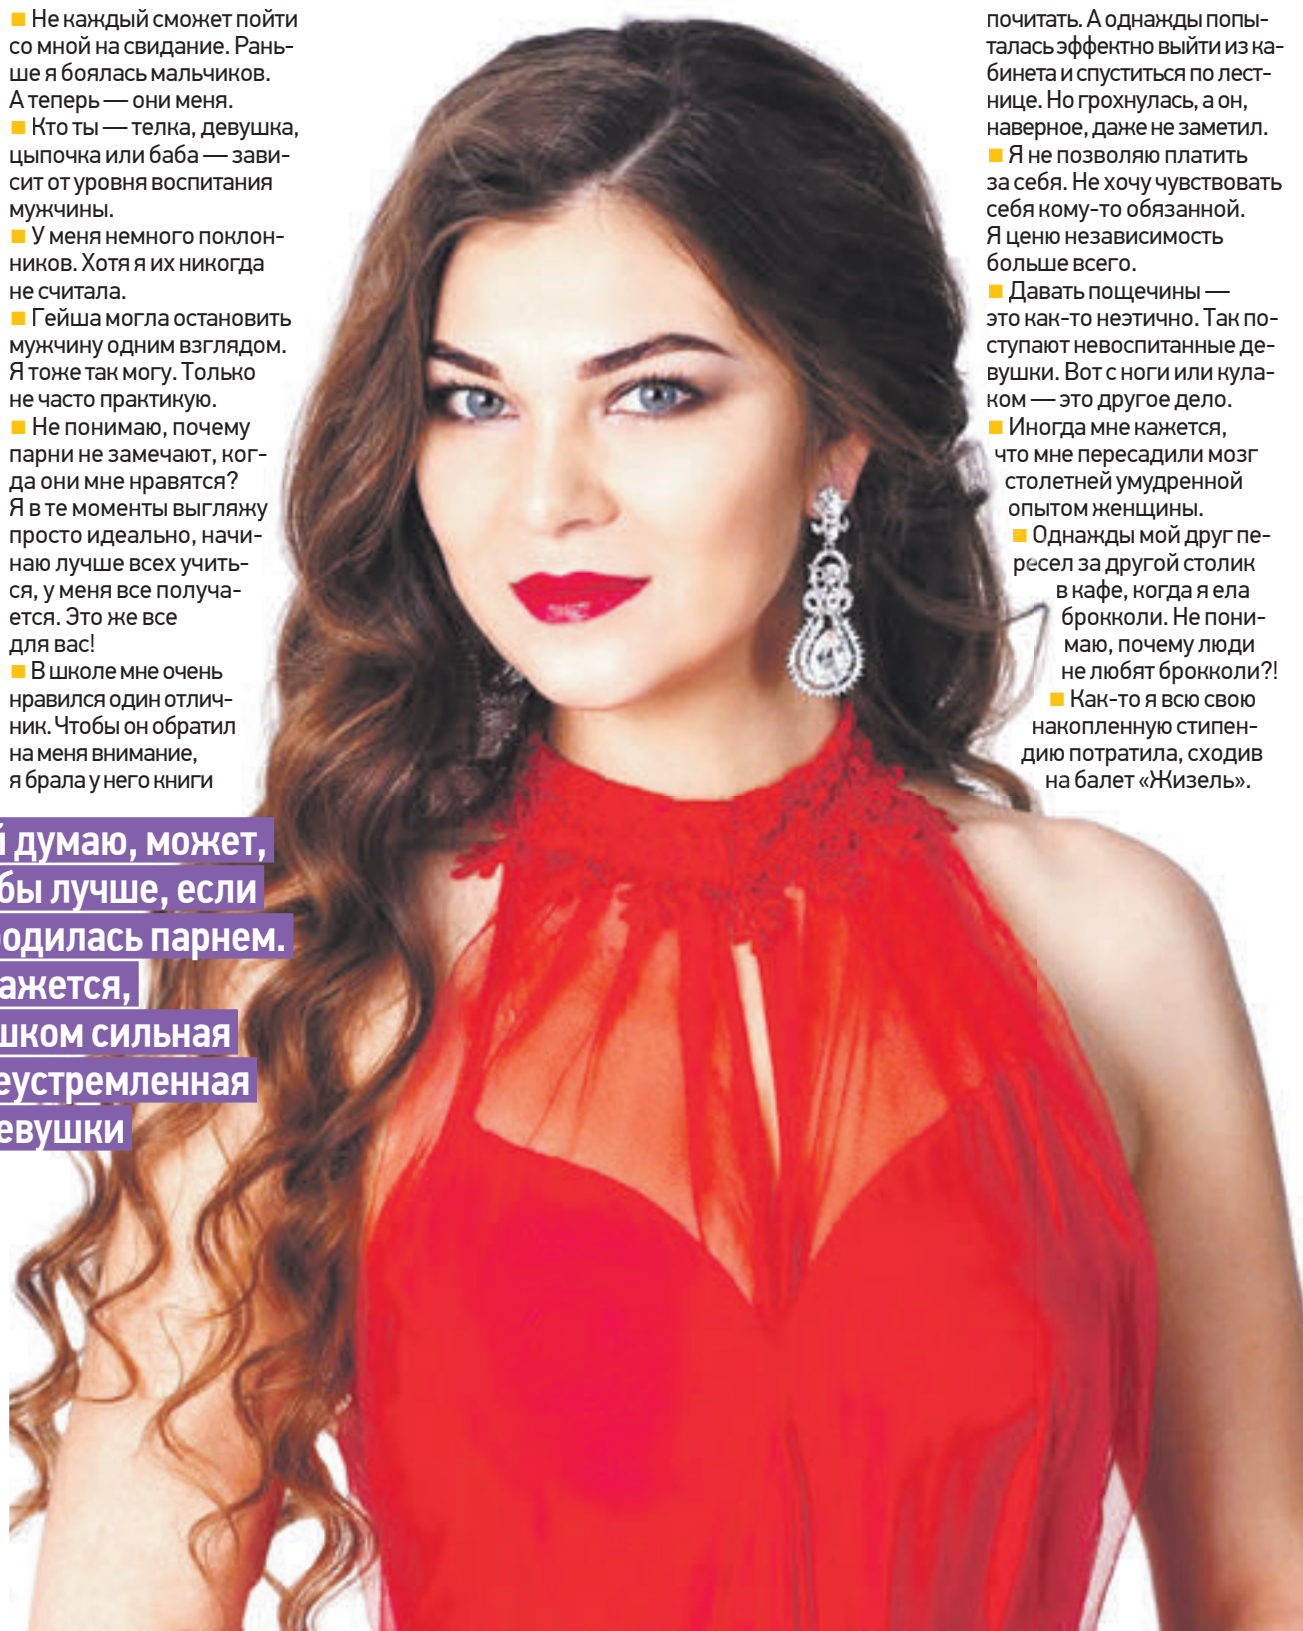 ■ Не каждый сможет пойти
со мной на свидание. Рань-
ше я боялась мальчиков.
А теперь — они меня.
■ Кто ты — телка, девушка,
цыпочка или баба — зави-
сит от уровня воспитания
мужчины.
■ У меня немного поклон-
ников. Хотя я их никогда
не считала.
■ Гейша могла остановить
мужчину одним взглядом.
Я тоже так могу. Только
не часто практикую.
■ Не понимаю, почему
парни не замечают, ког-
да они мне нравятся?
Я в те моменты выгляжу
просто идеально, начи-
наю лучше всех учить-
ся, у меня все получа-
ется. Это же все
для вас!
■ В школе мне очень
нравился один отлич-
ник. Чтобы он обратил
на меня внимание,
я брала у него книги
почитать. А однажды попы-
талась эффектно выйти из ка-
бинета и спуститься по лест-
нице. Но грохнулась, а он,
наверное, даже не заметил.
■ Я не позволяю платить
за себя. Не хочу чувствовать
себя кому-то обязанной.
Я ценю независимость
больше всего.
■ Давать пощечины —
это как-то неэтично. Так по-
ступают невоспитанные де-
вушки. Вот с ноги или кула-
ком — это другое дело.
■ Иногда мне кажется,
что мне пересадили мозг
столетней умудренной
опытом женщины.
■ Однажды мой друг пе-
ресел за другой столик
в кафе, когда я ела
брокколи. Не пони-
маю, почему люди
не любят брокколи?!
■ Как-то я всю свою
накопленную стипен-
дию потратила, сходив
на балет «Жизель».
й думаю, может,
бы лучше, если
родилась парнем.
ажется,
шком сильная
еустремленная
евушки